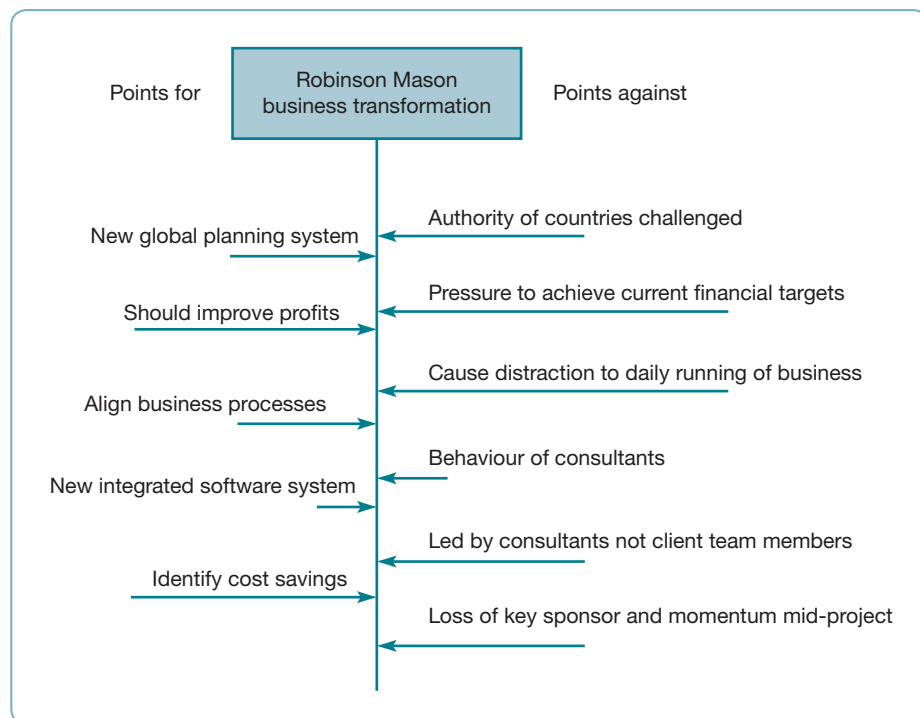 Points for
Robinson Mason
business transformation
Points against
Authority of countries challenged
New global planning system
Pressure to achieve current financial targets
Should improve profits
Cause distraction to daily running of business
Align business processes
Behaviour of consultants
New integrated software system
Led by consultants not client team members
Identify cost savings
Loss of key sponsor and momentum mid-project